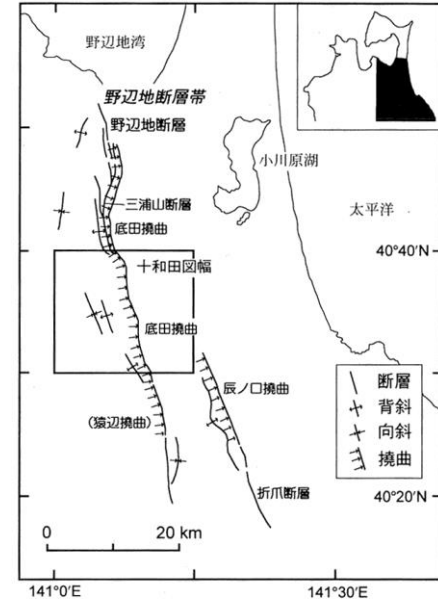 野辺地湾
野辺地断層帯
野辺地断層
小川原湖
三浦山断層
太平洋
底田撓曲
40°40'N
十和田図幅
底田撓曲
断層
辰ノ口撓曲
背斜
向斜
(猿辺撓曲)
撓曲
折爪断層
40°20'N
0
20 km
141°0'E
141°30'E